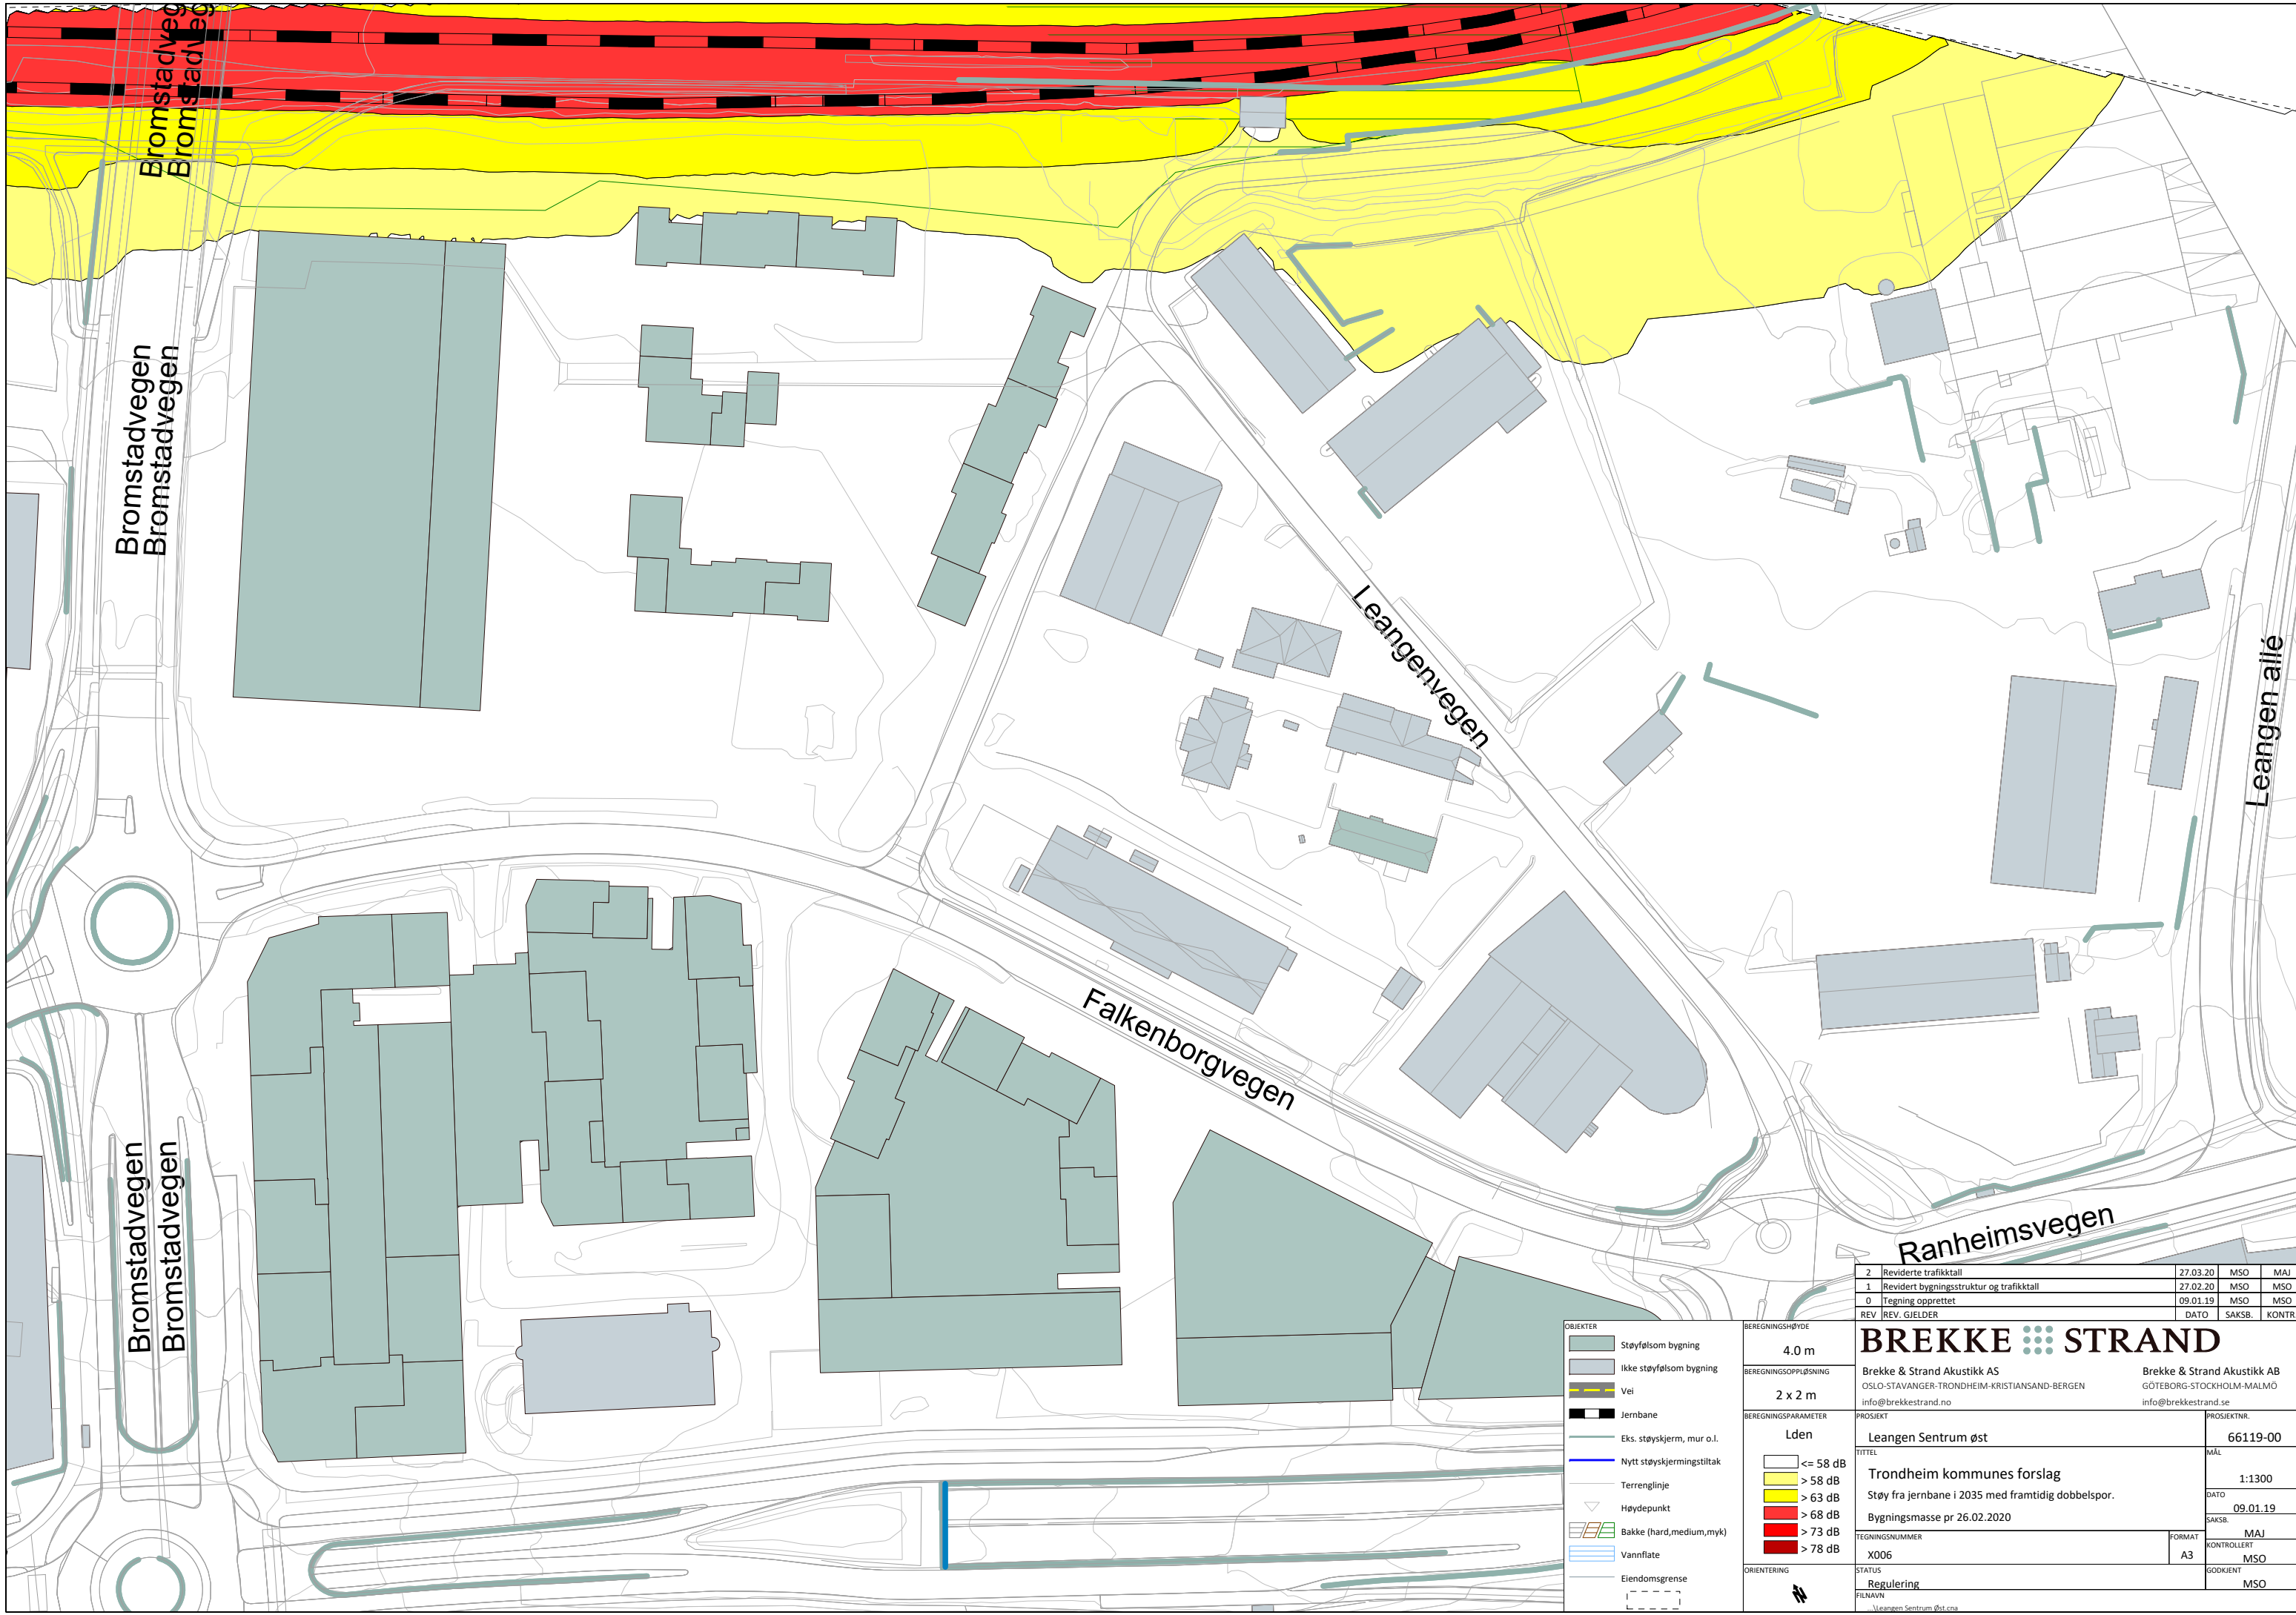 Bromstadveg
Bromstadveg
Bromstadvegen
Bromstadvegen
Leangenvegen
Leangen allé
Falkenborgvegen
Bromstadvegen
Bromstadvegen
Ranheimsvegen
2 Reviderte trafikktall 27.03.20 MSO MAJ
1 Revidert bygningsstruktur og trafikktall 27.02.20 MSO MSO
0 Tegning opprettet 09.01.19 MSO MSO
REV REV. GJELDER DATO SAKSB. KONTR.
OBJEKTER
Støyfølsom bygning
Ikke støyfølsom bygning
Vei
Jernbane
Eks. støyskjerm, mur o.l.
Nytt støyskjermingstiltak
Terrenglinje
Høydepunkt
Bakke (hard,medium,myk)
Vannflate
Eiendomsgrense
BEREGNINGSHØYDE
4.0 m
BEREGNINGSOPPLØSNING
2 x 2 m
BEREGNINGSPARAMETER
Lden
<= 58 dB
> 58 dB
> 63 dB
> 68 dB
> 73 dB
> 78 dB
ORIENTERING
N
BREKKE STRAND
Brekke & Strand Akustikk AS
OSLO-STAVANGER-TRONDHEIM-KRISTIANSAND-BERGEN
info@brekkestrand.no
Brekke & Strand Akustikk AB
GÖTEBORG-STOCKHOLM-MALMÖ
info@brekkestrand.se
PROSJEKT
Leangen Sentrum øst
PROSJEKTNR.
66119-00
TITTEL
Trondheim kommunes forslag
Støy fra jernbane i 2035 med framtidig dobbelspor.
Bygningsmasse pr 26.02.2020
MÅL
1:1300
DATO
09.01.19
SAKSB.
MAJ
TEGNINGSNUMMER
X006
FORMAT
A3
KONTROLLERT
MSO
STATUS
Regulering
GODKJENT
MSO
FILNAVN
...\Leangen Sentrum Øst.cna